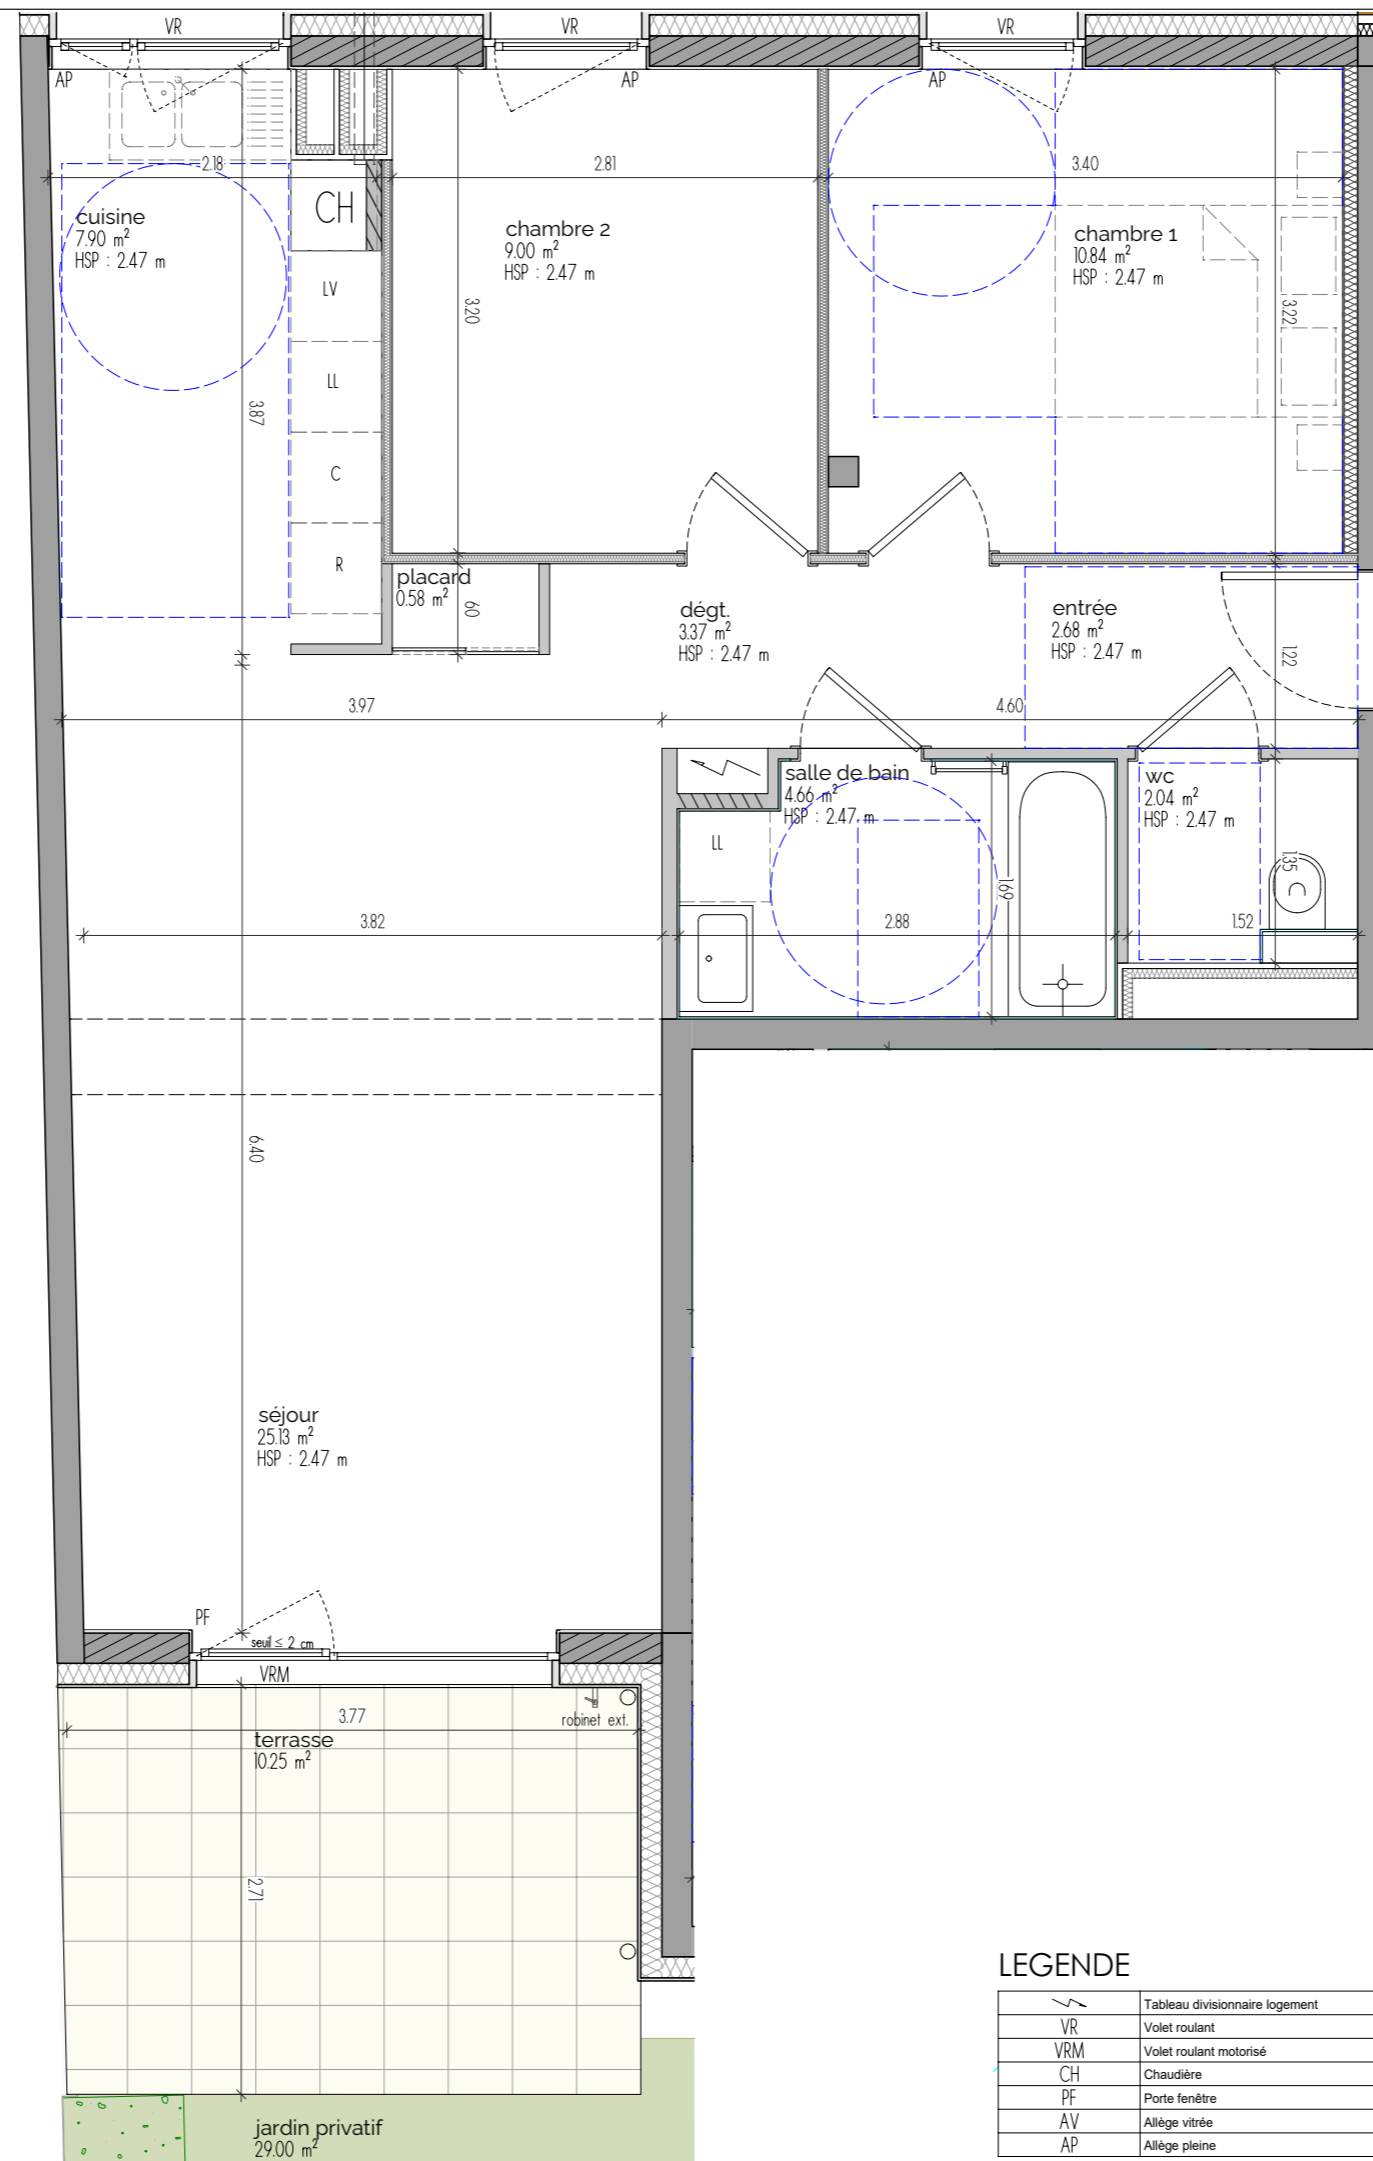 VR
VR
VR
AP
AP
AP
2.18
2.81
3.40
cuisine
7.90 m²
HSP : 2.47 m
CH
chambre 2
9.00 m²
HSP : 2.47 m
chambre 1
10.84 m²
HSP : 2.47 m
LV
3.20
3.22
LL
3.87
C
R
placard
0.58 m²
60
dégt.
3.37 m²
HSP : 2.47 m
entrée
2.68 m²
HSP : 2.47 m
1.22
3.97
4.60
salle de bain
4.66 m²
HSP : 2.47 m
wc
2.04 m²
HSP : 2.47 m
LL
1.69
1.35
3.82
2.88
1.52
6.40
séjour
25.13 m²
HSP : 2.47 m
PF
seuil ≤ 2 cm
VRM
3.77
robinet ext.
terrasse
10.25 m²
2.71
jardin privatif
29.00 m²
LEGENDE
Tableau divisionnaire logement
VR Volet roulant
VRM Volet roulant motorisé
CH Chaudière
PF Porte fenêtre
AV Allège vitrée
AP Allège pleine